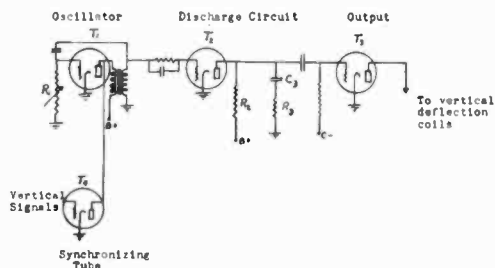 Oscillator Discharge Circuit Output
T1 T2 T3
R1
C3
R2 R3
B+
B+ C-
To vertical
deflection
coils
T4
Vertical
Signals
Synchronizing
Tube